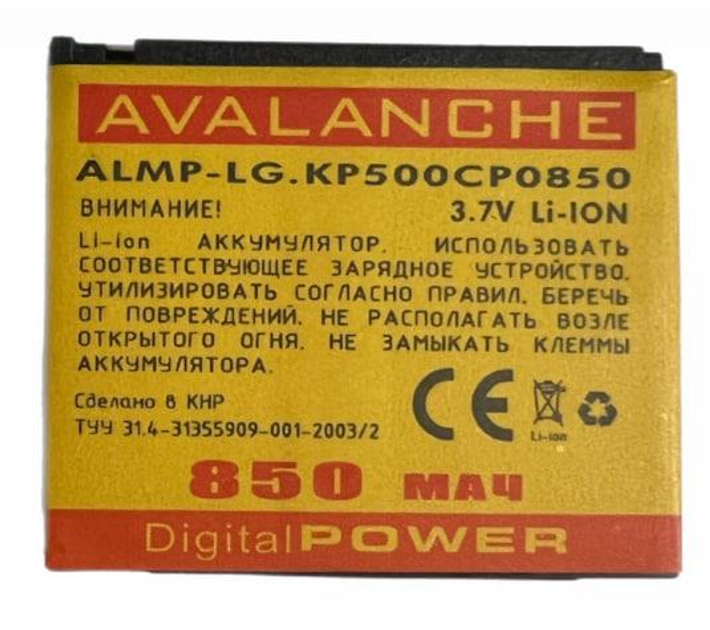 AVALANCHE
ALMP-LG.KP500CP0850
ВНИМАНИЕ! 3.7V Li-ION
Li-ion АККУМУЛЯТОР. ИСПОЛЬЗОВАТЬ
СООТВЕТСТВУЮЩЕЕ ЗАРЯДНОЕ УСТРОЙСТВО.
УТИЛИЗИРОВАТЬ СОГЛАСНО ПРАВИЛ. БЕРЕЧЬ
ОТ ПОВРЕЖДЕНИЙ. НЕ РАСПОЛАГАТЬ ВОЗЛЕ
ОТКРЫТОГО ОГНЯ. НЕ ЗАМЫКАТЬ КЛЕММЫ
АККУМУЛЯТОРА.
Сделано в КНР
ТУУ 31.4-31355909-001-2003/2
CE
Li-ion
850 МАЧ
DigitalPOWER